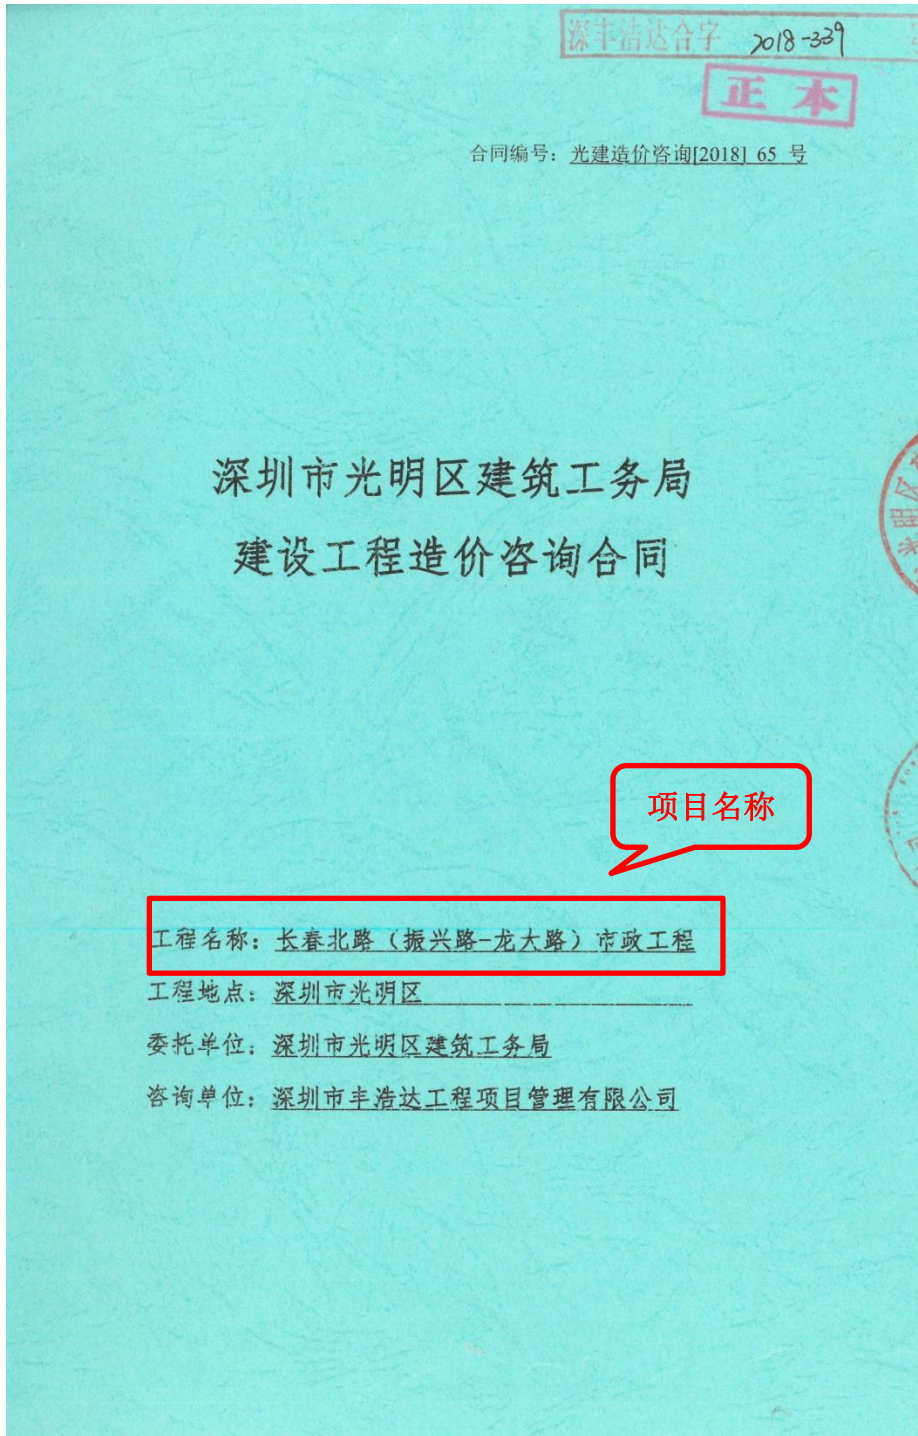 深丰浩达合字 2018-339
正本
合同编号：光建造价咨询[2018] 65 号
深圳市光明区建筑工务局
建设工程造价咨询合同
项目名称
工程名称：长春北路（振兴路-龙大路）市政工程
工程地点：深圳市光明区
委托单位：深圳市光明区建筑工务局
咨询单位：深圳市丰浩达工程项目管理有限公司